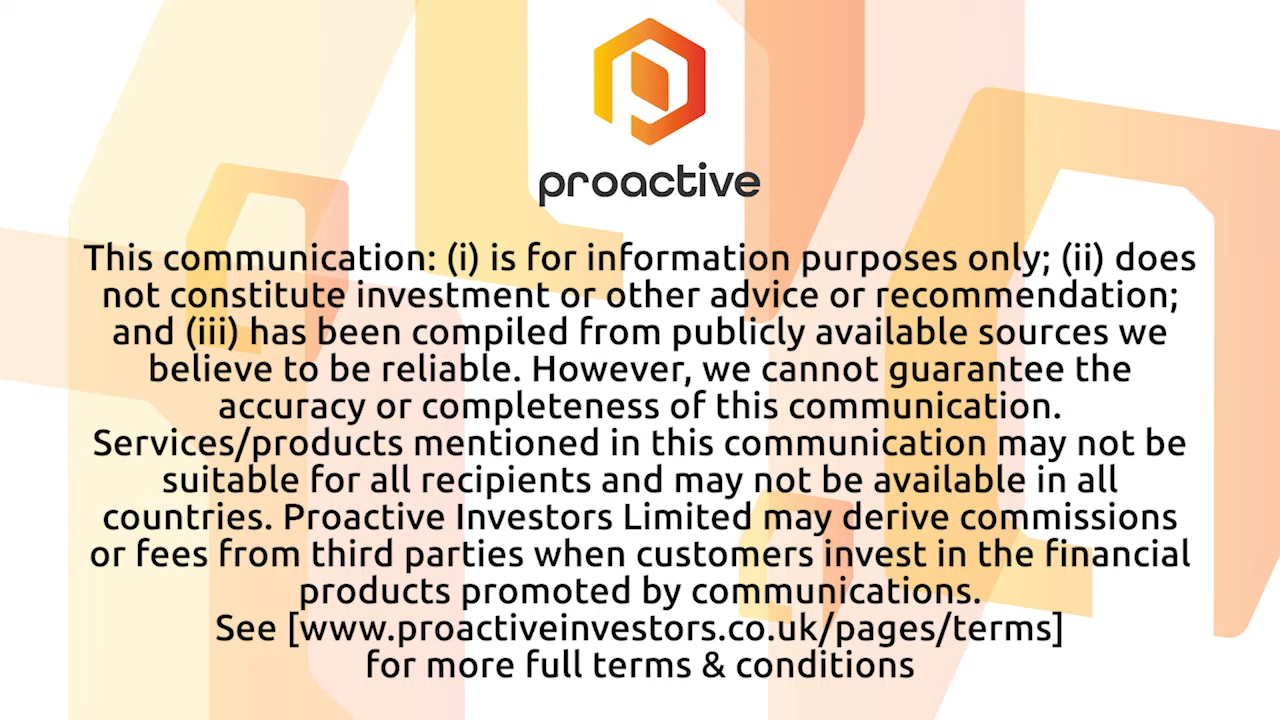 proactive
This communication: (i) is for information purposes only; (ii) does
not constitute investment or other advice or recommendation;
and (iii) has been compiled from publicly available sources we
believe to be reliable. However, we cannot guarantee the
accuracy or completeness of this communication.
Services/products mentioned in this communication may not be
suitable for all recipients and may not be available in all
countries. Proactive Investors Limited may derive commissions
or fees from third parties when customers invest in the financial
products promoted by communications.
See [www.proactiveinvestors.co.uk/pages/terms]
for more full terms & conditions